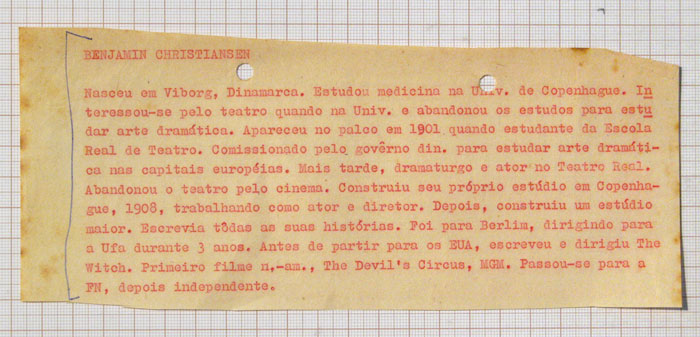 BENJAMIN CHRISTIANSEN
Nasceu em Viborg, Dinamarca. Estudou medicina na Univ. de Copenhague. In
teressou-se pelo teatro quando na Univ. e abandonou os estudos para estu
dar arte dramática. Apareceu no palco em 1901 quando estudante da Escola
Real de Teatro. Comissionado pelo govêrno din. para estudar arte dramáti-
ca nas capitais européias. Mais tarde, dramaturgo e ator no Teatro Real.
Abandonou o teatro pelo cinema. Construiu seu próprio estúdio em Copenha-
gue, 1908, trabalhando como ator e diretor. Depois, construiu um estúdio
maior. Escrevia tôdas as suas histórias. Foi para Berlim, dirigindo para
a Ufa durante 3 anos. Antes de partir para os EUA, escreveu e dirigiu The
Witch. Primeiro filme n,-am., The Devil's Circus, MGM. Passou-se para a
FN, depois independente.